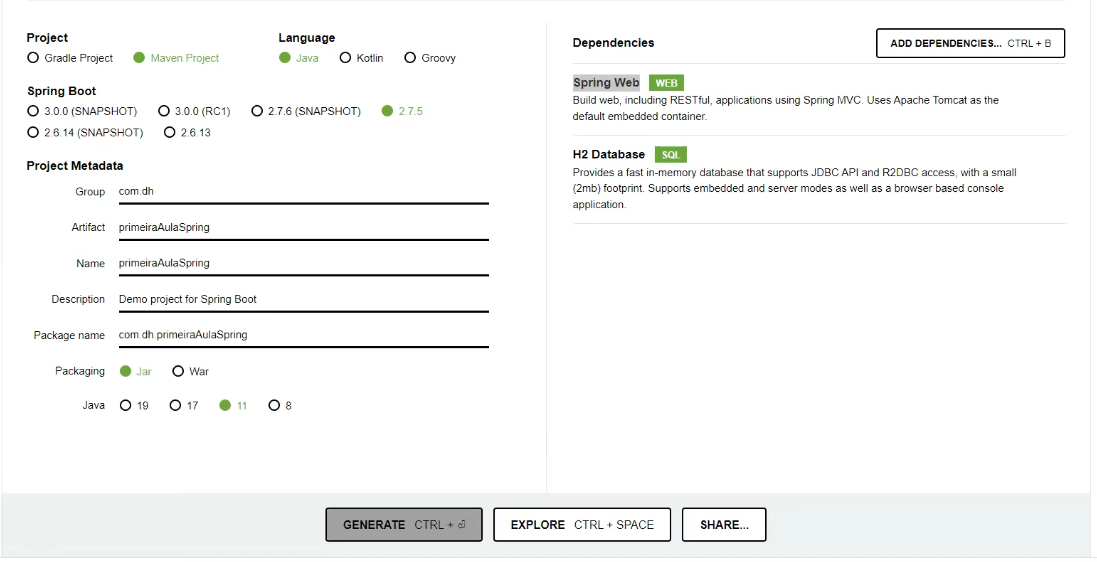 Project
Gradle Project Maven Project
Language
Java Kotlin Groovy
Spring Boot
3.0.0 (SNAPSHOT) 3.0.0 (RC1) 2.7.6 (SNAPSHOT) 2.7.5
2.6.14 (SNAPSHOT) 2.6.13
Project Metadata
Group com.dh
Artifact primeiraAulaSpring
Name primeiraAulaSpring
Description Demo project for Spring Boot
Package name com.dh.primeiraAulaSpring
Packaging Jar War
Java 19 17 11 8
Dependencies
ADD DEPENDENCIES... CTRL + B
Spring Web WEB
Build web, including RESTful, applications using Spring MVC. Uses Apache Tomcat as the
default embedded container.
H2 Database SQL
Provides a fast in-memory database that supports JDBC API and R2DBC access, with a small
(2mb) footprint. Supports embedded and server modes as well as a browser based console
application.
GENERATE CTRL + ⏎
EXPLORE CTRL + SPACE
SHARE...